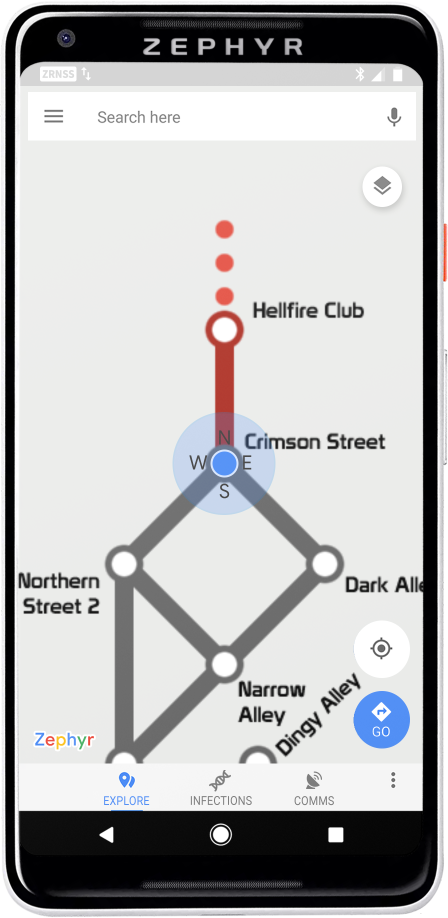 ZEPHYR
ZRNSS
Search here
Hellfire Club
N
Crimson Street
W E
S
Northern
Street 2
Dark Alle
Narrow
Alley
Dingy Alley
Zephyr
GO
EXPLORE INFECTIONS COMMS